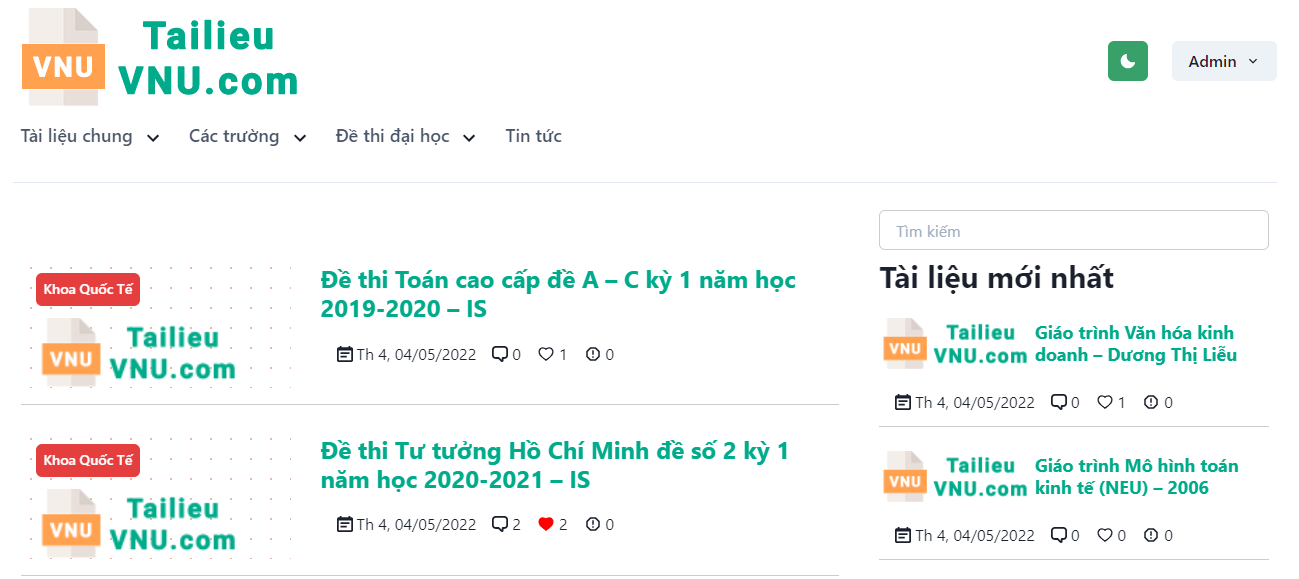 VNU
Tailieu
VNU.com
Admin
Tài liệu chung
Các trường
Đề thi đại học
Tin tức
Khoa Quốc Tế
VNU
Tailieu
VNU.com
Đề thi Toán cao cấp đề A – C kỳ 1 năm học
2019-2020 – IS
Th 4, 04/05/2022 0 1 0
Khoa Quốc Tế
VNU
Tailieu
VNU.com
Đề thi Tư tưởng Hồ Chí Minh đề số 2 kỳ 1
năm học 2020-2021 – IS
Th 4, 04/05/2022 2 2 0
Tìm kiếm
Tài liệu mới nhất
VNU
Tailieu
VNU.com
Giáo trình Văn hóa kinh
doanh – Dương Thị Liễu
Th 4, 04/05/2022 0 1 0
VNU
Tailieu
VNU.com
Giáo trình Mô hình toán
kinh tế (NEU) – 2006
Th 4, 04/05/2022 0 0 0